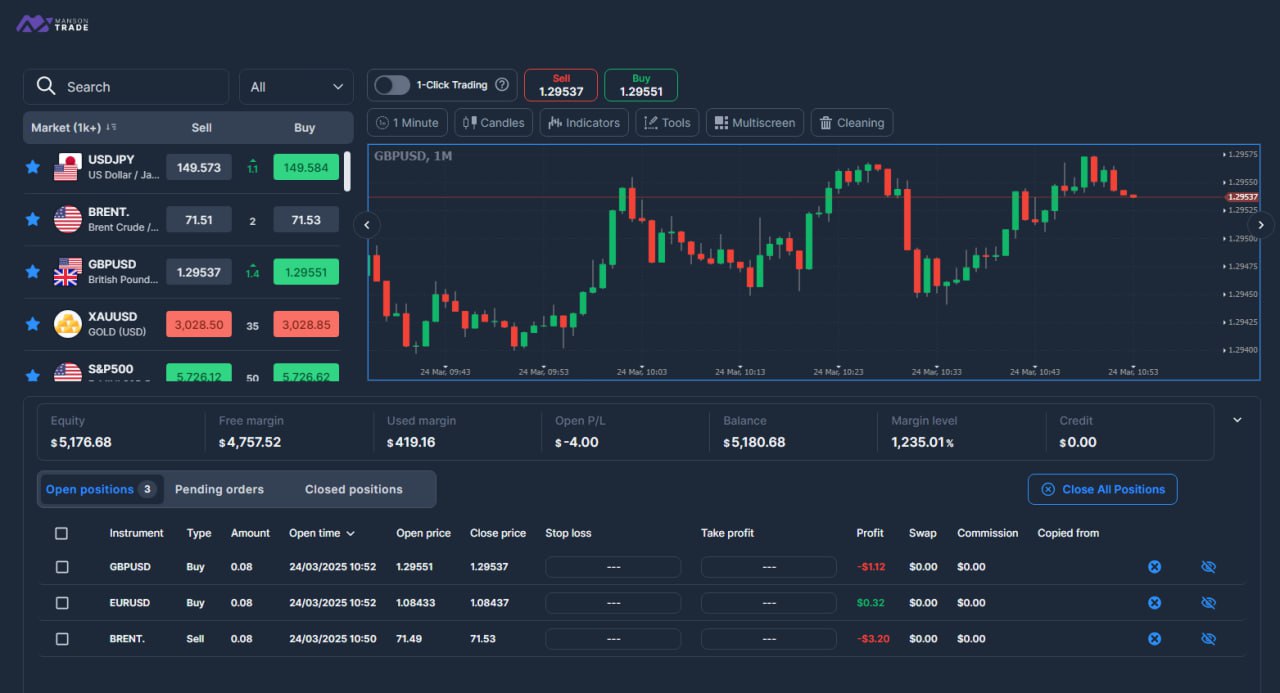 MANSON
TRADE
Search
All
1-Click Trading ?
Sell
1.29537
Buy
1.29551
Market (1k+) Sell Buy
1 Minute Candles Indicators Tools Multiscreen Cleaning
USDJPY
US Dollar / Ja...
149.573 1.1 149.584
BRENT.
Brent Crude /...
71.51 2 71.53
GBPUSD
British Pound...
1.29537 1.4 1.29551
XAUUSD
GOLD (USD)
3,028.50 35 3,028.85
S&P500
5,726.12 50 5,726.62
GBPUSD, 1M
1.29575
1.29550
1.29537
1.29525
1.29500
1.29475
1.29450
1.29425
1.29400
24 Mar, 09:43 24 Mar, 09:53 24 Mar, 10:03 24 Mar, 10:13 24 Mar, 10:23 24 Mar, 10:33 24 Mar, 10:43 24 Mar, 10:53
Equity Free margin Used margin Open P/L Balance Margin level Credit
$5,176.68 $4,757.52 $419.16 $-4.00 $5,180.68 1,235.01% $0.00
Open positions 3 Pending orders Closed positions Close All Positions
Instrument Type Amount Open time Open price Close price Stop loss Take profit Profit Swap Commission Copied from
GBPUSD Buy 0.08 24/03/2025 10:52 1.29551 1.29537 --- --- -$1.12 $0.00 $0.00
EURUSD Buy 0.08 24/03/2025 10:52 1.08433 1.08437 --- --- $0.32 $0.00 $0.00
BRENT. Sell 0.08 24/03/2025 10:50 71.49 71.53 --- --- -$3.20 $0.00 $0.00